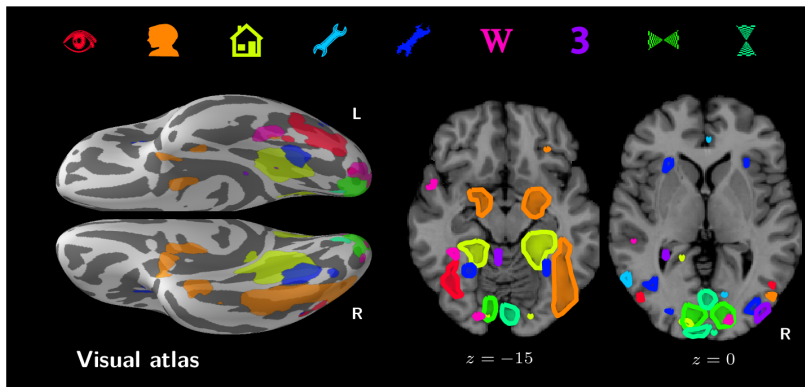 W 3
L
R
R
Visual atlas
z = −15
z = 0